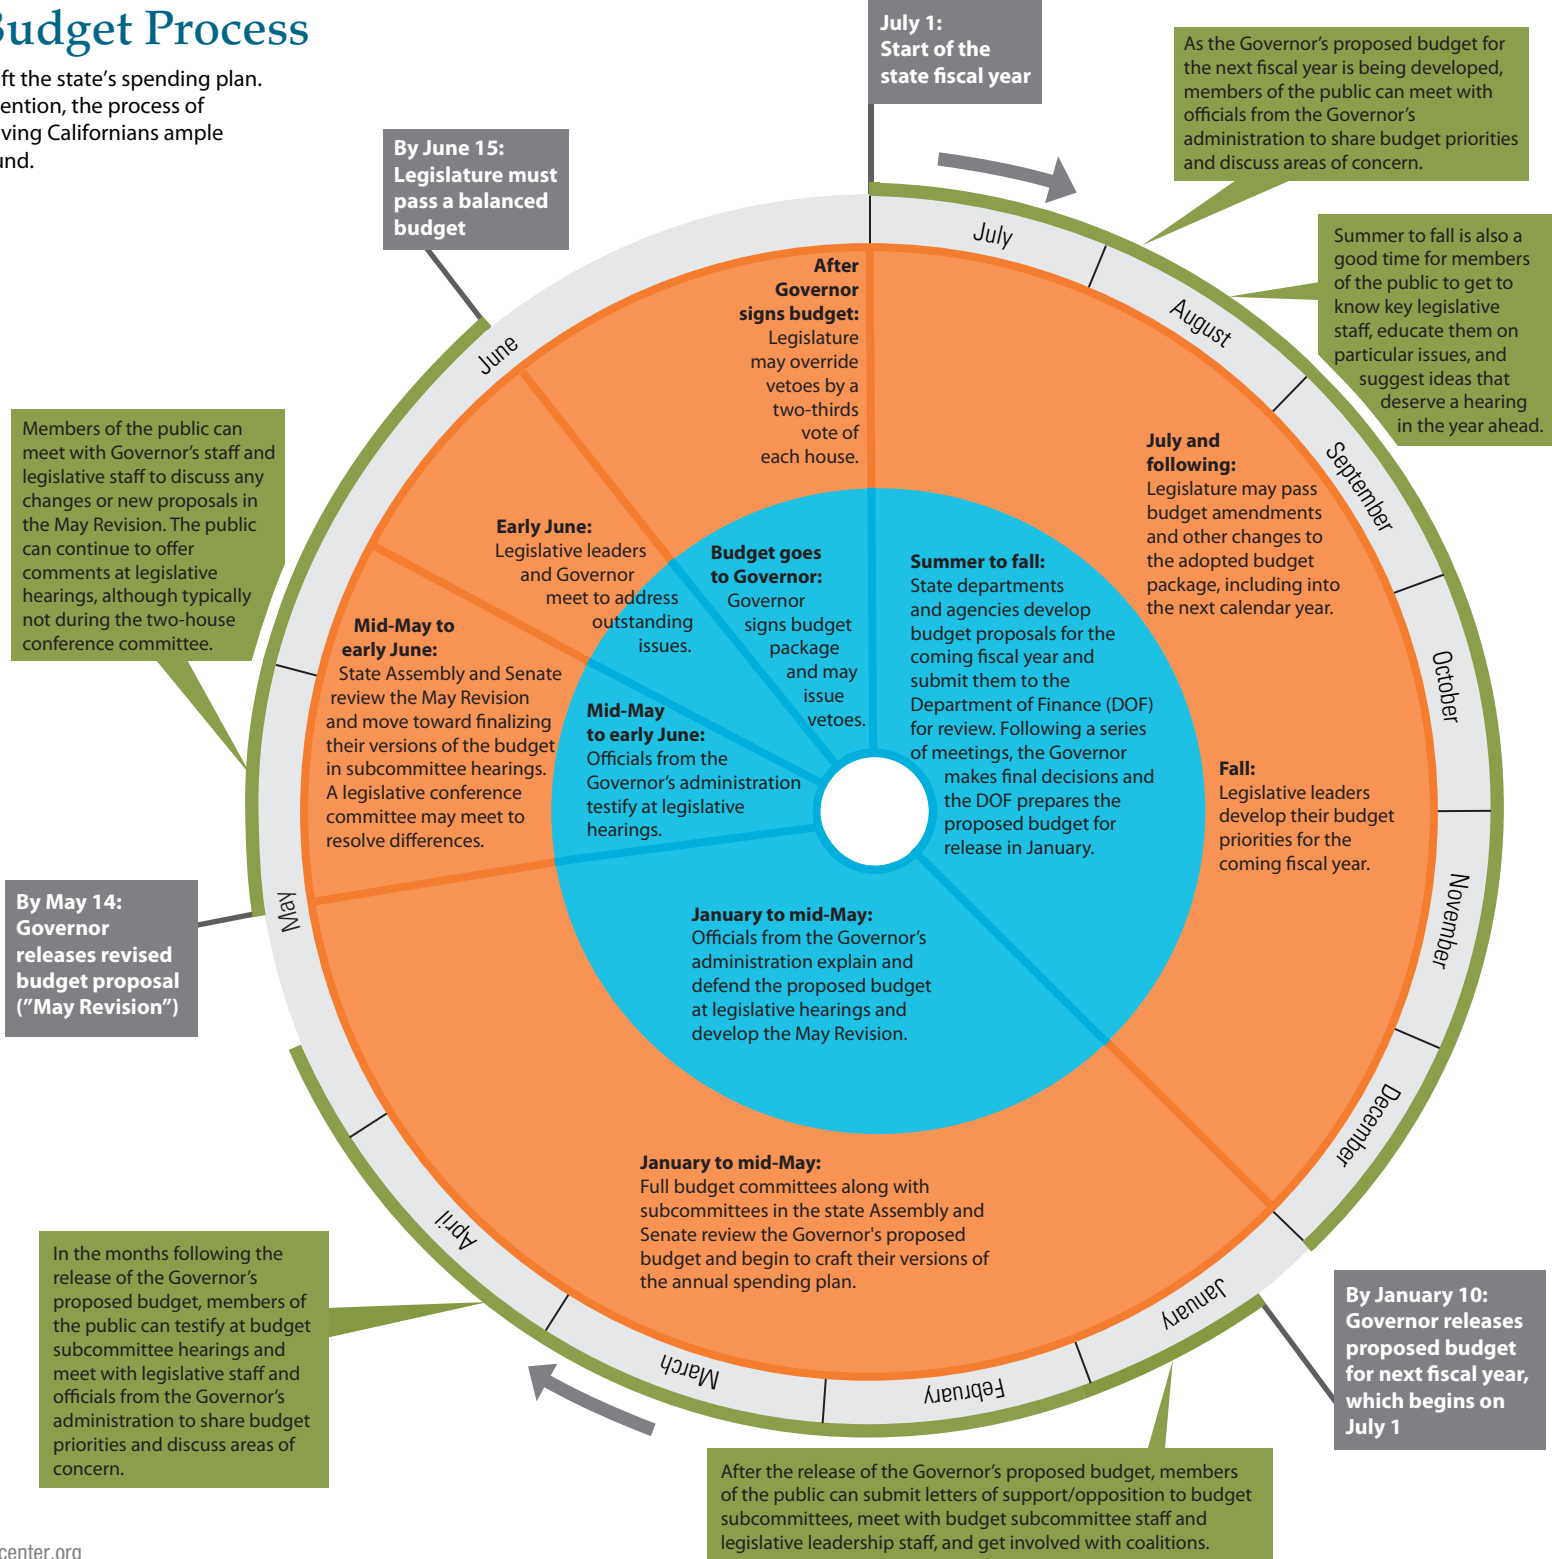 Budget Process
ft the state's spending plan.
ention, the process of
ving Californians ample
und.
July 1:
Start of the
state fiscal year
As the Governor's proposed budget for
the next fiscal year is being developed,
members of the public can meet with
officials from the Governor's
administration to share budget priorities
and discuss areas of concern.
By June 15:
Legislature must
pass a balanced
budget
Summer to fall is also a
good time for members
of the public to get to
know key legislative
staff, educate them on
particular issues, and
suggest ideas that
deserve a hearing
in the year ahead.
July
August
September
October
November
December
January
February
March
April
May
June
After
Governor
signs budget:
Legislature
may override
vetoes by a
two-thirds
vote of
each house.
July and
following:
Legislature may pass
budget amendments
and other changes to
the adopted budget
package, including into
the next calendar year.
Members of the public can
meet with Governor's staff and
legislative staff to discuss any
changes or new proposals in
the May Revision. The public
can continue to offer
comments at legislative
hearings, although typically
not during the two-house
conference committee.
Early June:
Legislative leaders
and Governor
meet to address
outstanding
issues.
Budget goes
to Governor:
Governor
signs budget
package
and may
issue
vetoes.
Summer to fall:
State departments
and agencies develop
budget proposals for the
coming fiscal year and
submit them to the
Department of Finance (DOF)
for review. Following a series
of meetings, the Governor
makes final decisions and
the DOF prepares the
proposed budget for
release in January.
Mid-May to
early June:
State Assembly and Senate
review the May Revision
and move toward finalizing
their versions of the budget
in subcommittee hearings.
A legislative conference
committee may meet to
resolve differences.
Mid-May
to early June:
Officials from the
Governor's administration
testify at legislative
hearings.
Fall:
Legislative leaders
develop their budget
priorities for the
coming fiscal year.
By May 14:
Governor
releases revised
budget proposal
("May Revision")
January to mid-May:
Officials from the Governor's
administration explain and
defend the proposed budget
at legislative hearings and
develop the May Revision.
January to mid-May:
Full budget committees along with
subcommittees in the state Assembly and
Senate review the Governor's proposed
budget and begin to craft their versions of
the annual spending plan.
In the months following the
release of the Governor's
proposed budget, members of
the public can testify at budget
subcommittee hearings and
meet with legislative staff and
officials from the Governor's
administration to share budget
priorities and discuss areas of
concern.
By January 10:
Governor releases
proposed budget
for next fiscal year,
which begins on
July 1
After the release of the Governor's proposed budget, members
of the public can submit letters of support/opposition to budget
subcommittees, meet with budget subcommittee staff and
legislative leadership staff, and get involved with coalitions.
center.org